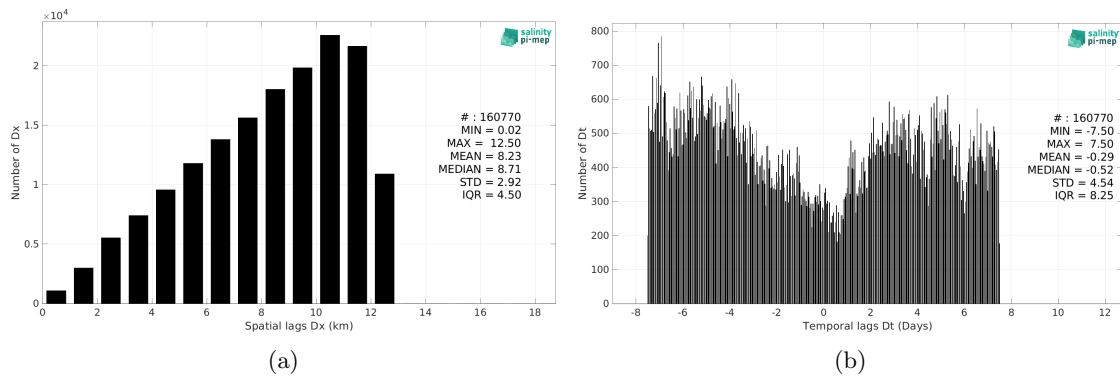 ×10^4
2
1.5
1
0.5
0
Number of Dx
0 2 4 6 8 10 12 14 16 18
Spatial lags Dx (km)
salinity
pi-mep
# : 160770
MIN = 0.02
MAX = 12.50
MEAN = 8.23
MEDIAN = 8.71
STD = 2.92
IQR = 4.50
(a)
800
700
600
500
400
300
200
100
0
Number of Dt
-8 -6 -4 -2 0 2 4 6 8 10 12
Temporal lags Dt (Days)
salinity
pi-mep
# : 160770
MIN = -7.50
MAX = 7.50
MEAN = -0.29
MEDIAN = -0.52
STD = 4.54
IQR = 8.25
(b)